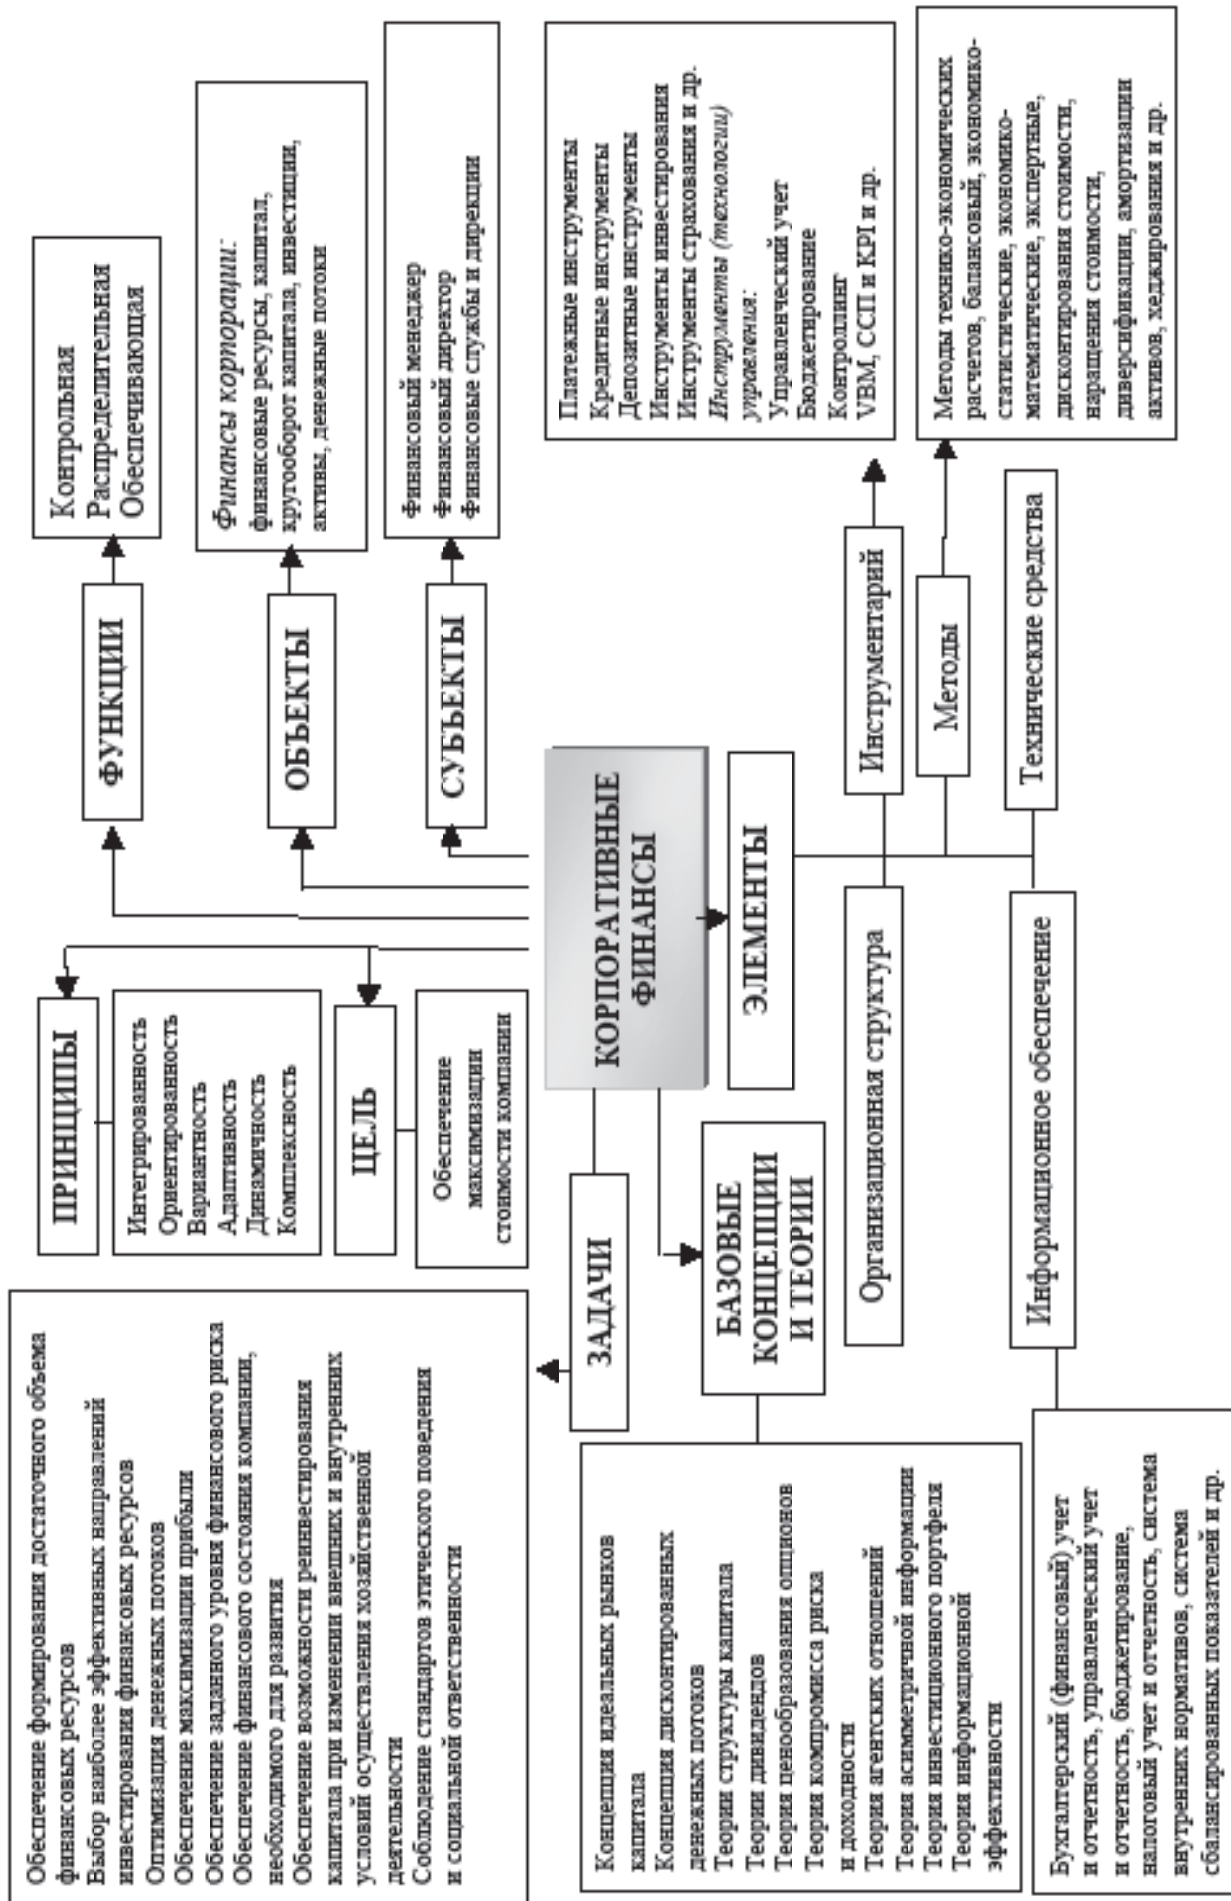 Обеспечение формирования достаточного объема
финансовых ресурсов
Выбор наиболее эффективных направлений
инвестирования финансовых ресурсов
Оптимизация денежных потоков
Обеспечение максимизации прибыли
Обеспечение заданного уровня финансового риска
Обеспечение финансового состояния компании,
необходимого для развития
Обеспечение возможности реинвестирования
капитала при изменении внешних и внутренних
условий осуществления хозяйственной
деятельности
Соблюдение стандартов этического поведения
и социальной ответственности
ПРИНЦИПЫ
Интегрированность
Ориентированность
Вариантность
Адаптивность
Динамичность
Комплексность
ЦЕЛЬ
Обеспечение
максимизации
стоимости компании
ФУНКЦИИ
Контрольная
Распределительная
Обеспечивающая
ОБЪЕКТЫ
Финансы корпорации:
финансовые ресурсы, капитал,
кругооборот капитала, инвестиции,
активы, денежные потоки
СУБЪЕКТЫ
Финансовый менеджер
Финансовый директор
Финансовые службы и дирекции
ЗАДАЧИ
КОРПОРАТИВНЫЕ
ФИНАНСЫ
БАЗОВЫЕ
КОНЦЕПЦИИ
И ТЕОРИИ
Концепция идеальных рынков
капитала
Концепция дисконтированных
денежных потоков
Теории структуры капитала
Теории дивидендов
Теория ценообразования опционов
Теория компромисса риска
и доходности
Теория агентских отношений
Теория асимметричной информации
Теория инвестиционного портфеля
Теория информационной
эффективности
ЭЛЕМЕНТЫ
Организационная структура
Инструментарий
Платежные инструменты
Кредитные инструменты
Депозитные инструменты
Инструменты инвестирования
Инструменты страхования и др.
Инструменты (технологии)
управления:
Управленческий учет
Бюджетирование
Контроллинг
VBM, ССП и KPI и др.
Методы
Методы технико-экономических
расчетов, балансовый, экономико-
статистические, экономико-
математические, экспертные,
дисконтирования стоимости,
наращения стоимости,
диверсификации, амортизации
активов, хеджирования и др.
Информационное обеспечение
Технические средства
Бухгалтерский (финансовый) учет
и отчетность, управленческий учет
и отчетность, бюджетирование,
налоговый учет и отчетность, система
внутренних нормативов, система
сбалансированных показателей и др.